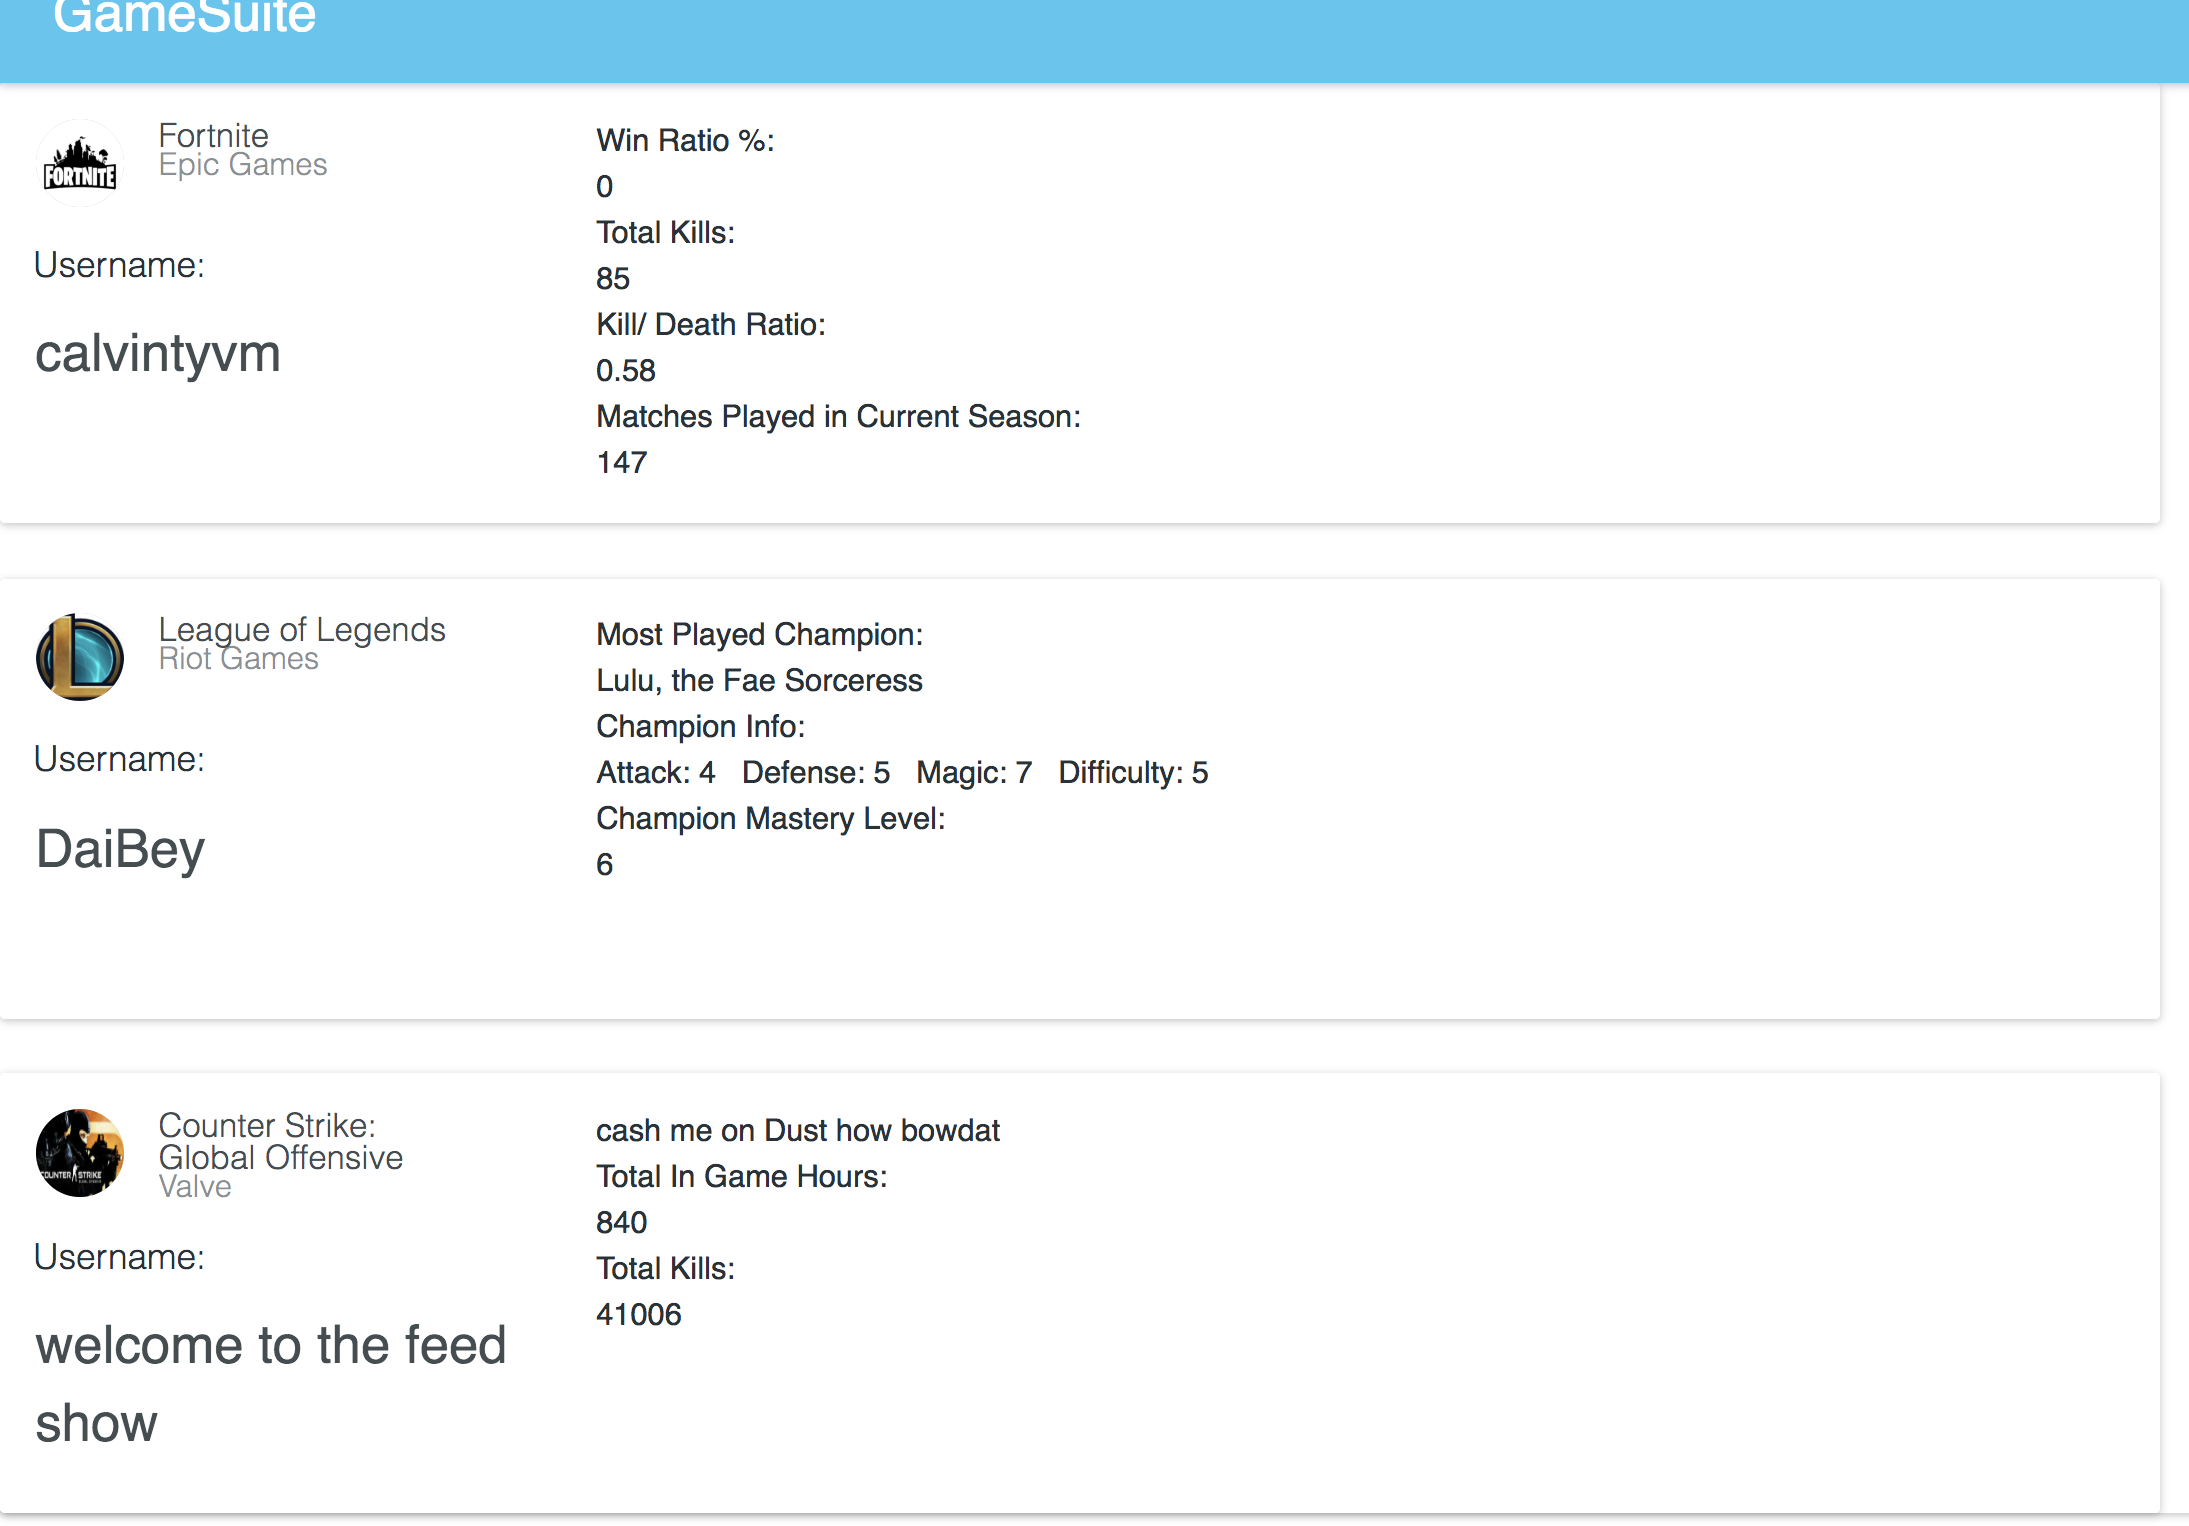 GameSuite
FORTNITE
Fortnite
Epic Games
Username:
calvintyvm
Win Ratio %:
0
Total Kills:
85
Kill/ Death Ratio:
0.58
Matches Played in Current Season:
147
League of Legends
Riot Games
Username:
DaiBey
Most Played Champion:
Lulu, the Fae Sorceress
Champion Info:
Attack: 4 Defense: 5 Magic: 7 Difficulty: 5
Champion Mastery Level:
6
COUNTER STRIKE
Counter Strike:
Global Offensive
Valve
Username:
welcome to the feed
show
cash me on Dust how bowdat
Total In Game Hours:
840
Total Kills:
41006